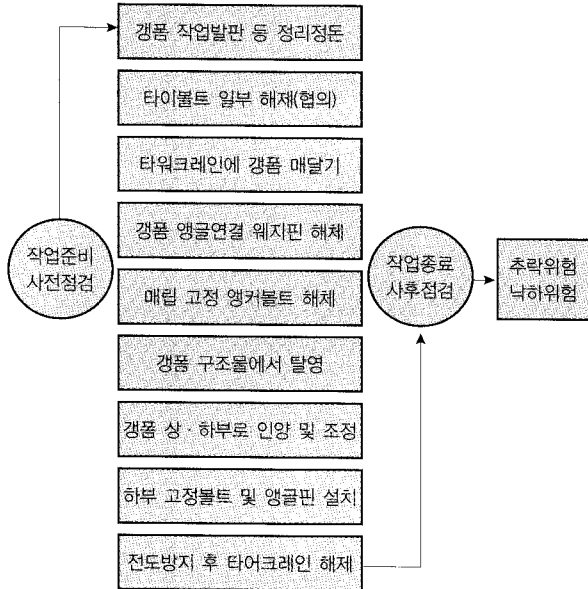 갱폼 작업발판 등 정리정돈
타이볼트 일부 해제(협의)
타워크레인에 갱폼 매달기
갱폼 앵글연결 웨지핀 해체
작업준비
사전점검
매립 고정 앵커볼트 해체
갱폼 구조물에서 탈영
갱폼 상·하부로 인양 및 조정
하부 고정볼트 및 앵글핀 설치
전도방지 후 타어크레인 해제
작업종료
사후점검
추락위험
낙하위험